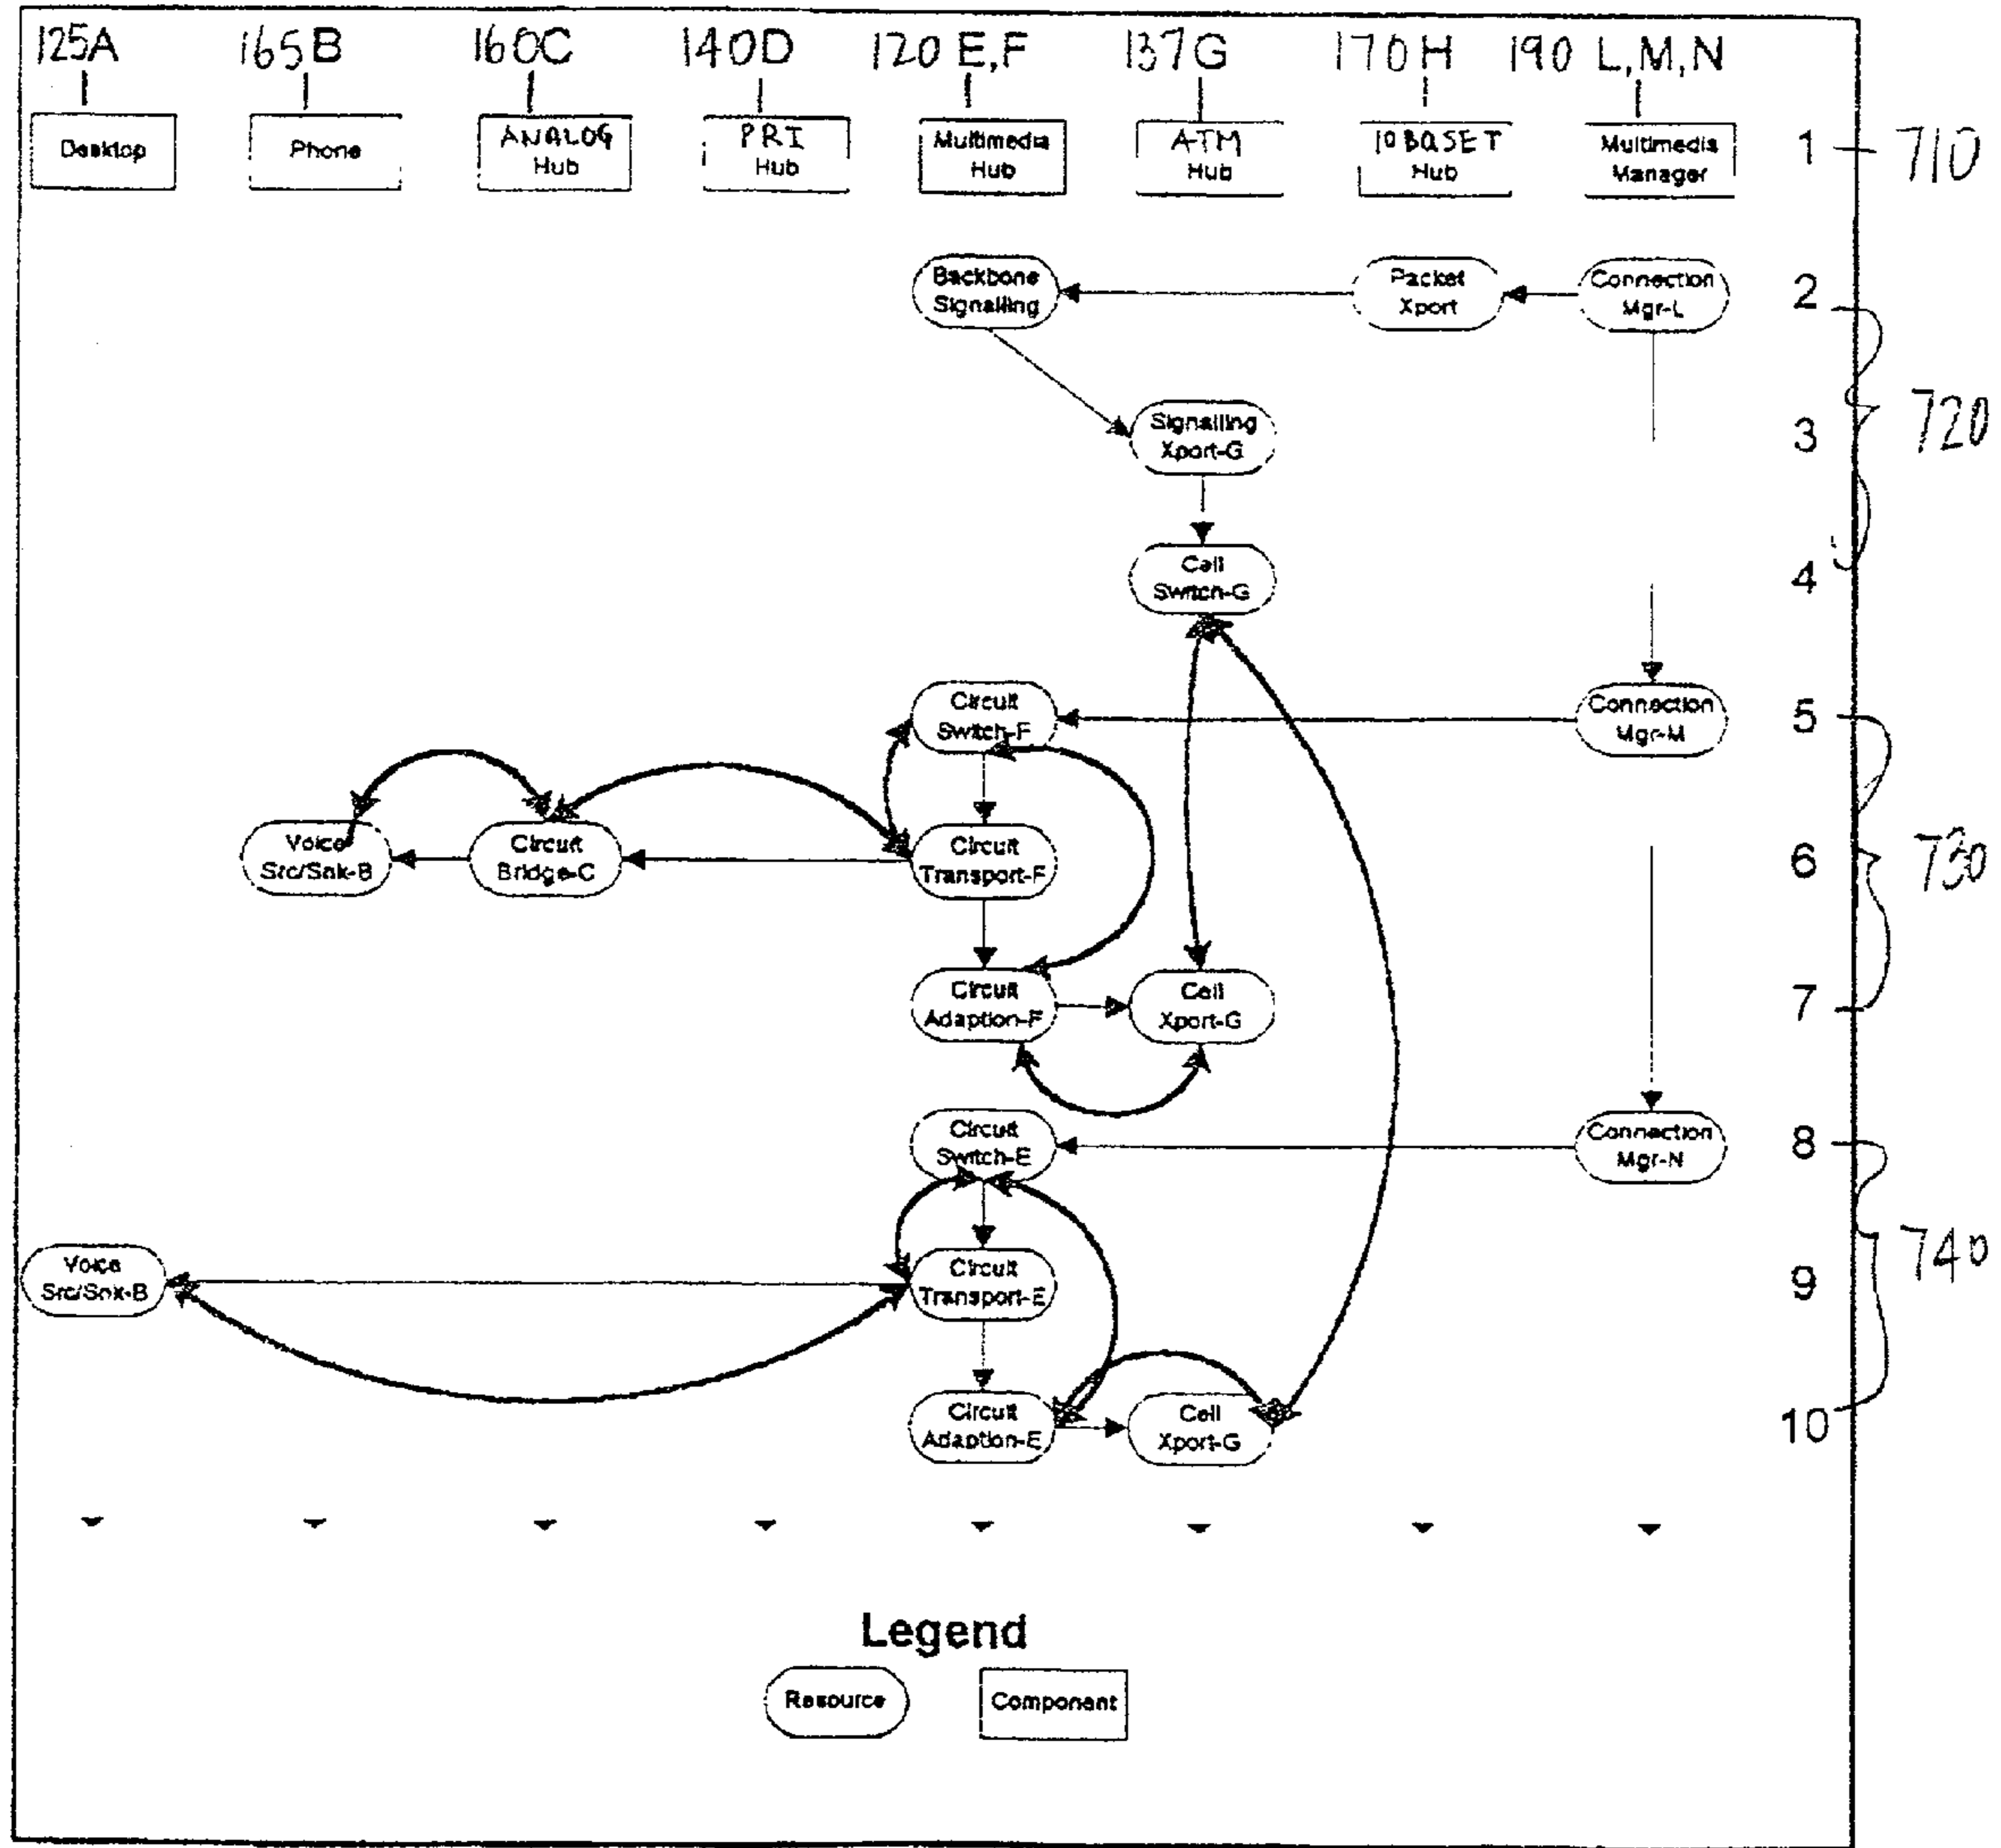 125A 165B 160C 140D 120 E,F 137G 170H 190 L,M,N
Desktop
Phone
ANALOG
Hub
PRI
Hub
Multimedia
Hub
ATM
Hub
10BASET
Hub
Multimedia
Manager
1
710
Backbone
Signalling
Packet
Xport
Connection
Mgr-L
2
Signalling
Xport-G
3
720
Cell
Switch-G
4
Circuit
Switch-F
Connection
Mgr-M
5
Voice
Src/Snk-B
Circuit
Bridge-C
Circuit
Transport-F
6
730
Circuit
Adaption-F
Cell
Xport-G
7
Circuit
Switch-E
Connection
Mgr-N
8
Voice
Src/Snk-B
Circuit
Transport-E
9
740
Circuit
Adaption-E
Cell
Xport-G
10
Legend
Resource
Component